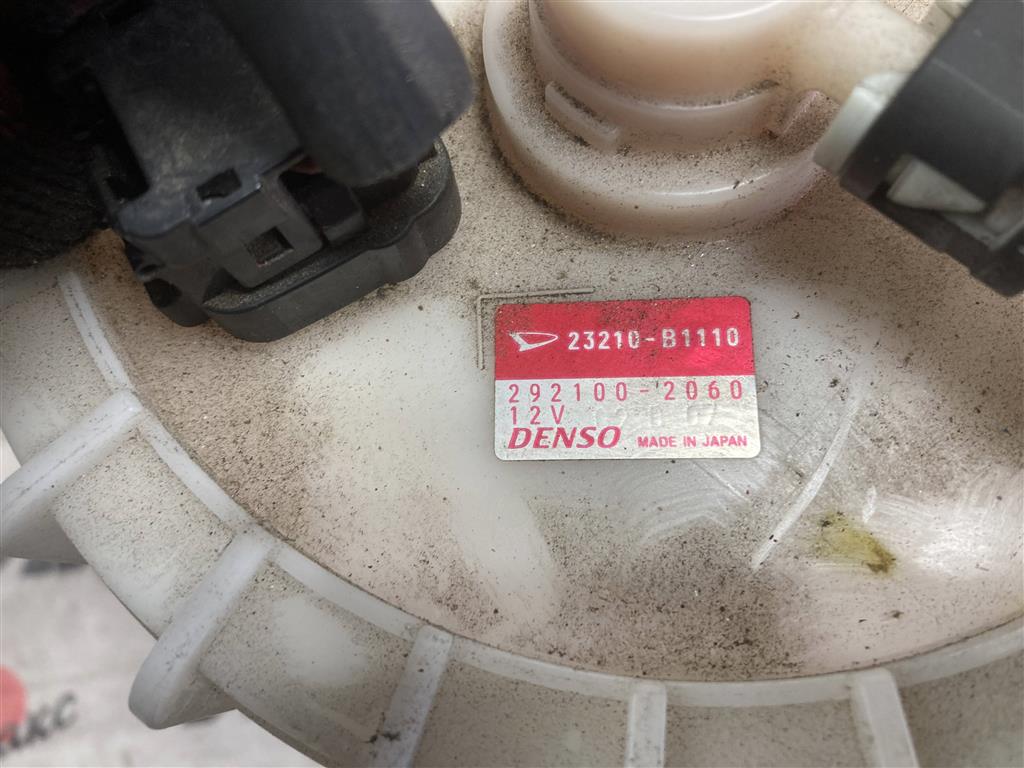 23210-B1110
292100-2060
12V
DENSO MADE IN JAPAN